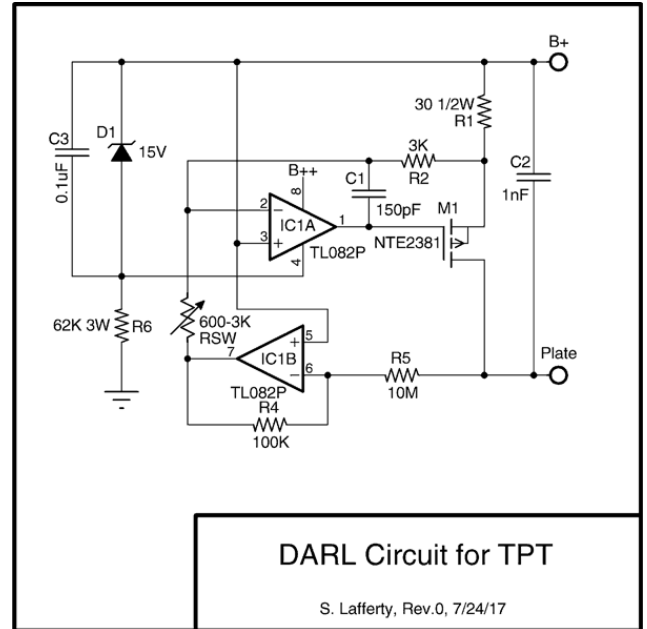 B+
30 1/2W
R1
C3
0.1uF
D1
15V
3K
R2
C2
1nF
B++
C1
150pF
M1
NTE2381
8
2
−
IC1A
1
3
+
TL082P
4
62K 3W
R6
600-3K
RSW
7
5
+
IC1B
−
6
TL082P
R4
100K
R5
10M
Plate
DARL Circuit for TPT
S. Lafferty, Rev.0, 7/24/17